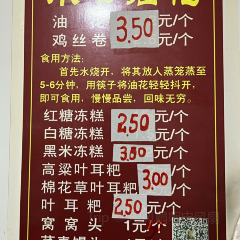 油 3.50元/个
鸡丝卷
元/个
食用方法:
首先水烧开、将其放入蒸笼蒸至
5-6分钟，用筷子将油花轻轻抖开，
即可食用，慢慢品尝，回味无穷。
红糖冻糕 2.50元/个
白糖冻糕 元/个
黑米冻糕 3.00元/个
高粱叶耳粑 3.00元/个
棉花草叶耳粑 元/个
叶耳粑 2.50元/个
窝窝头 1元/个